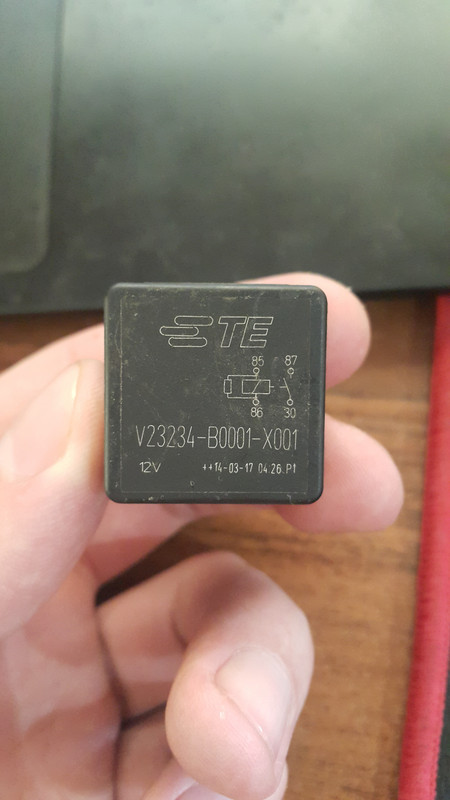 TE
85 87
86 30
V23234-B0001-X001
12V ++14-03-17 04:26.P1